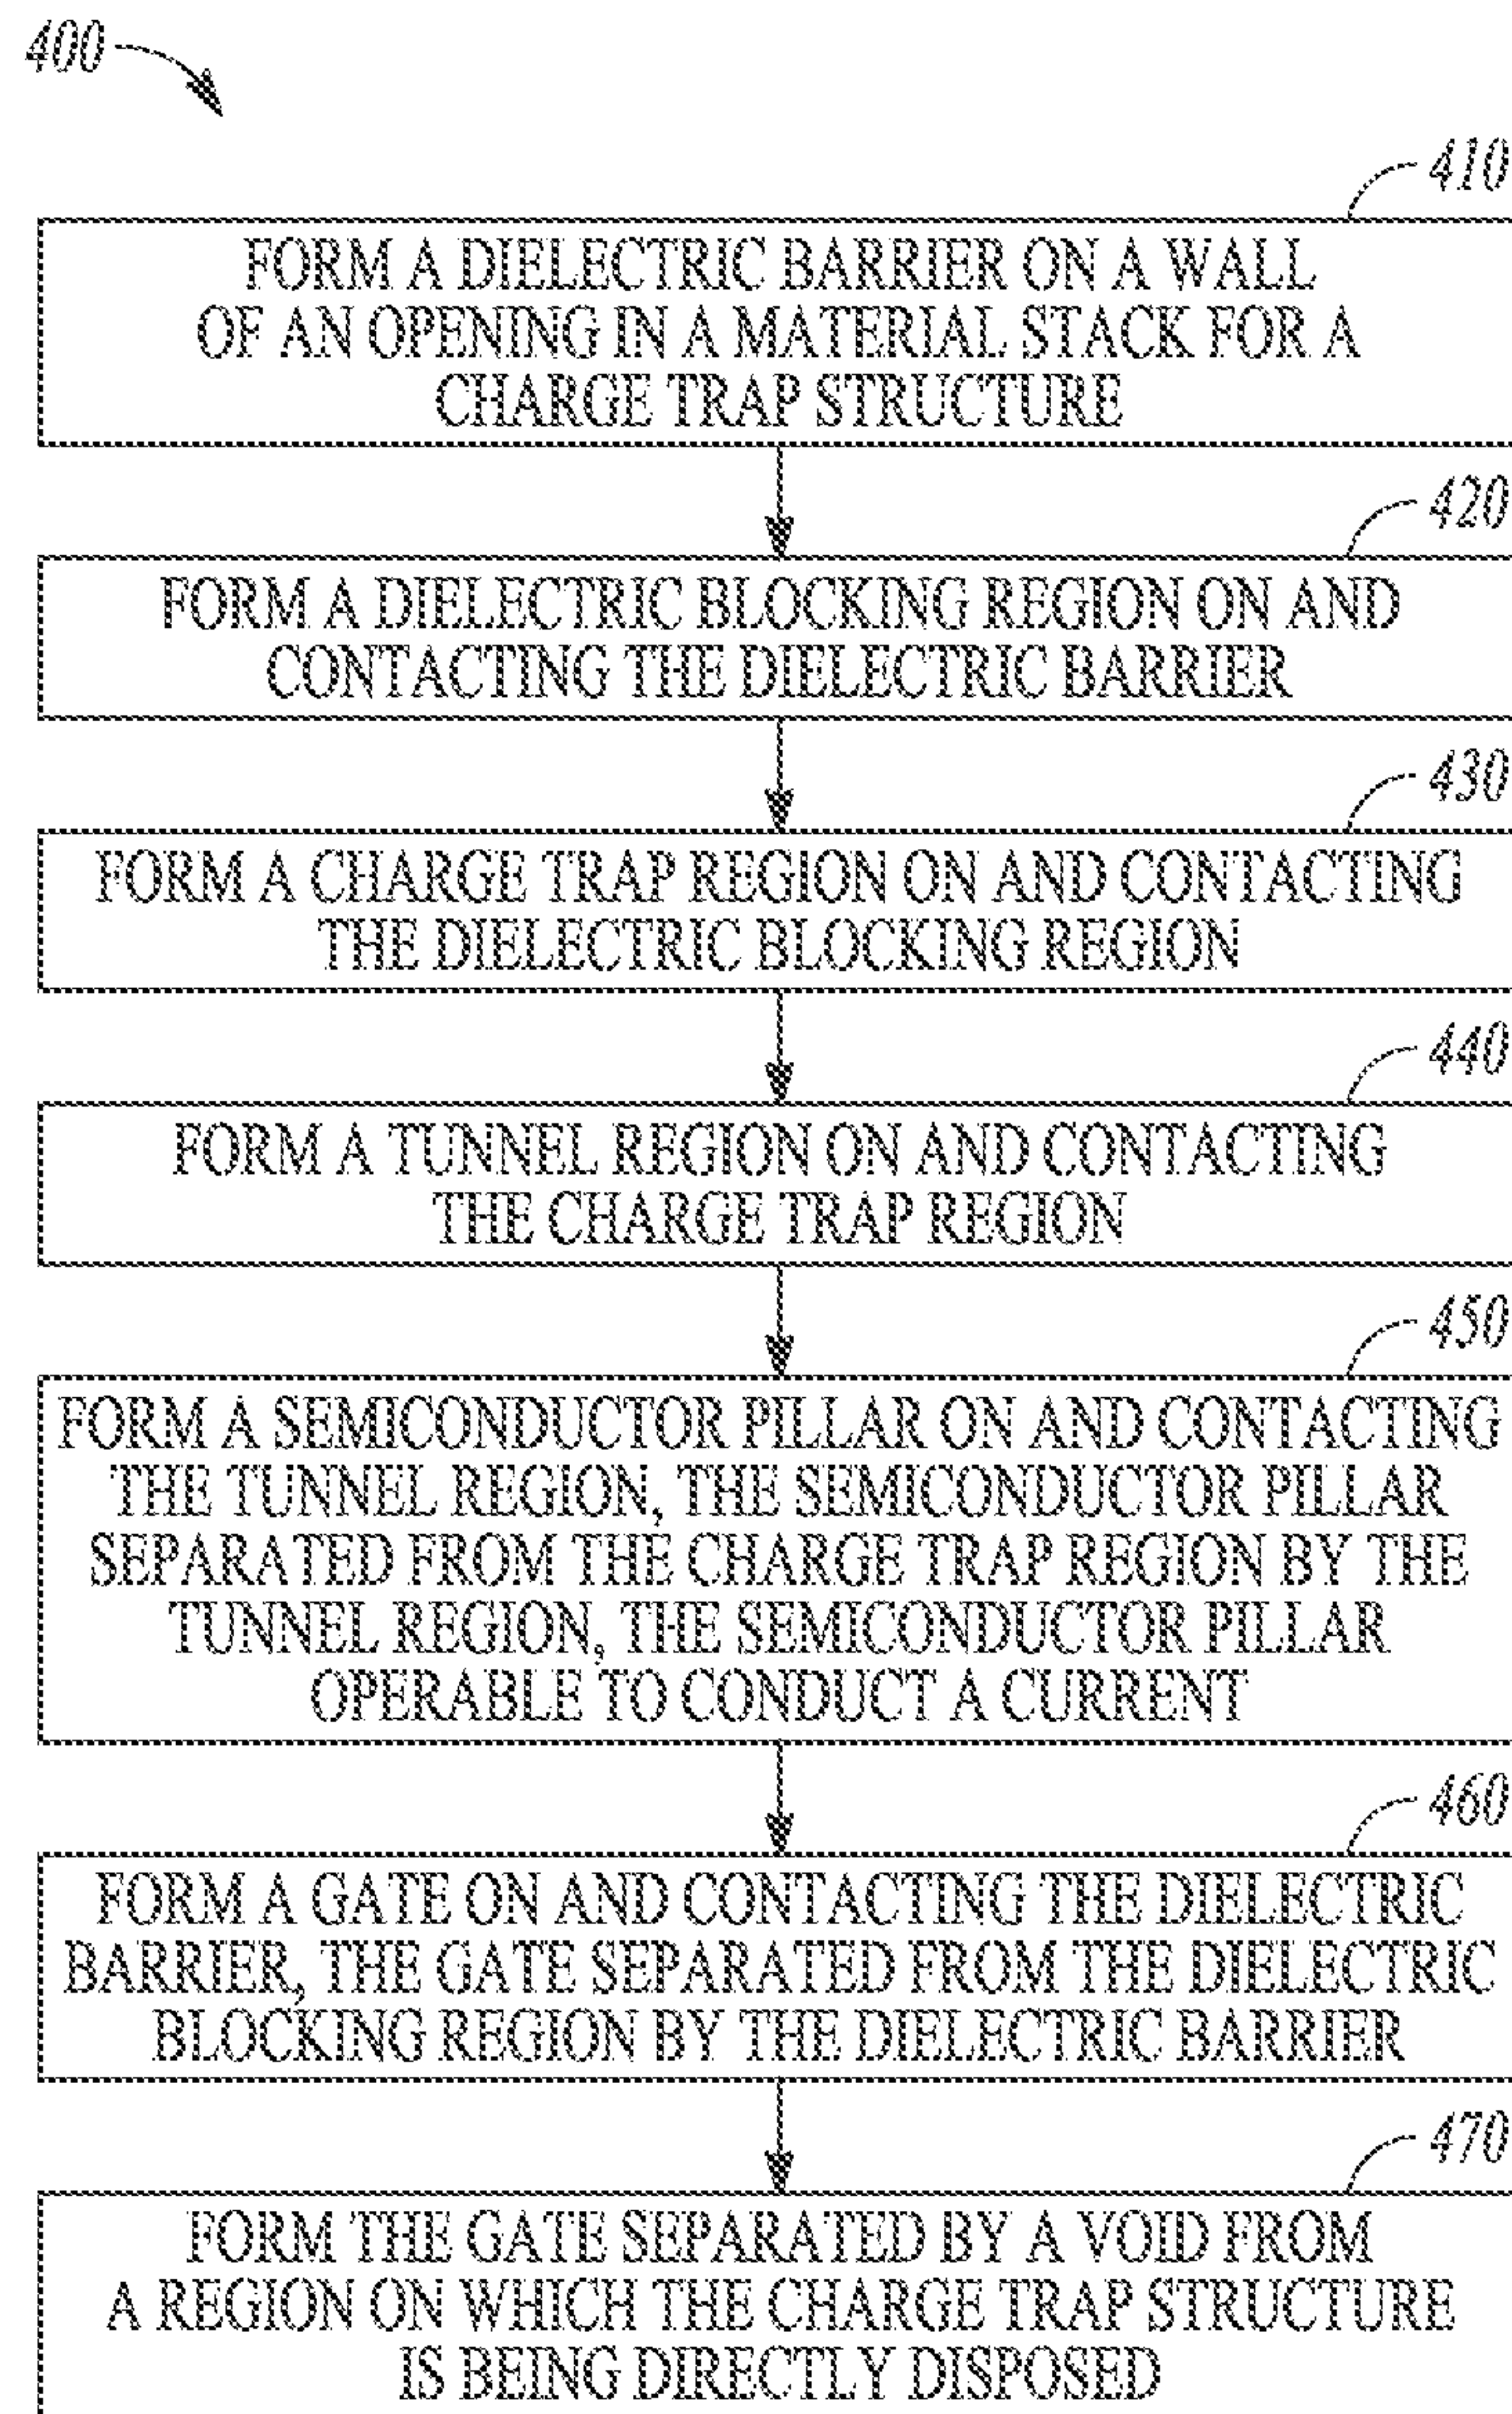 400
410
FORM A DIELECTRIC BARRIER ON A WALL
OF AN OPENING IN A MATERIAL STACK FOR A
CHARGE TRAP STRUCTURE
420
FORM A DIELECTRIC BLOCKING REGION ON AND
CONTACTING THE DIELECTRIC BARRIER
430
FORM A CHARGE TRAP REGION ON AND CONTACTING
THE DIELECTRIC BLOCKING REGION
440
FORM A TUNNEL REGION ON AND CONTACTING
THE CHARGE TRAP REGION
450
FORM A SEMICONDUCTOR PILLAR ON AND CONTACTING
THE TUNNEL REGION, THE SEMICONDUCTOR PILLAR
SEPARATED FROM THE CHARGE TRAP REGION BY THE
TUNNEL REGION, THE SEMICONDUCTOR PILLAR
OPERABLE TO CONDUCT A CURRENT
460
FORM A GATE ON AND CONTACTING THE DIELECTRIC
BARRIER, THE GATE SEPARATED FROM THE DIELECTRIC
BLOCKING REGION BY THE DIELECTRIC BARRIER
470
FORM THE GATE SEPARATED BY A VOID FROM
A REGION ON WHICH THE CHARGE TRAP STRUCTURE
IS BEING DIRECTLY DISPOSED